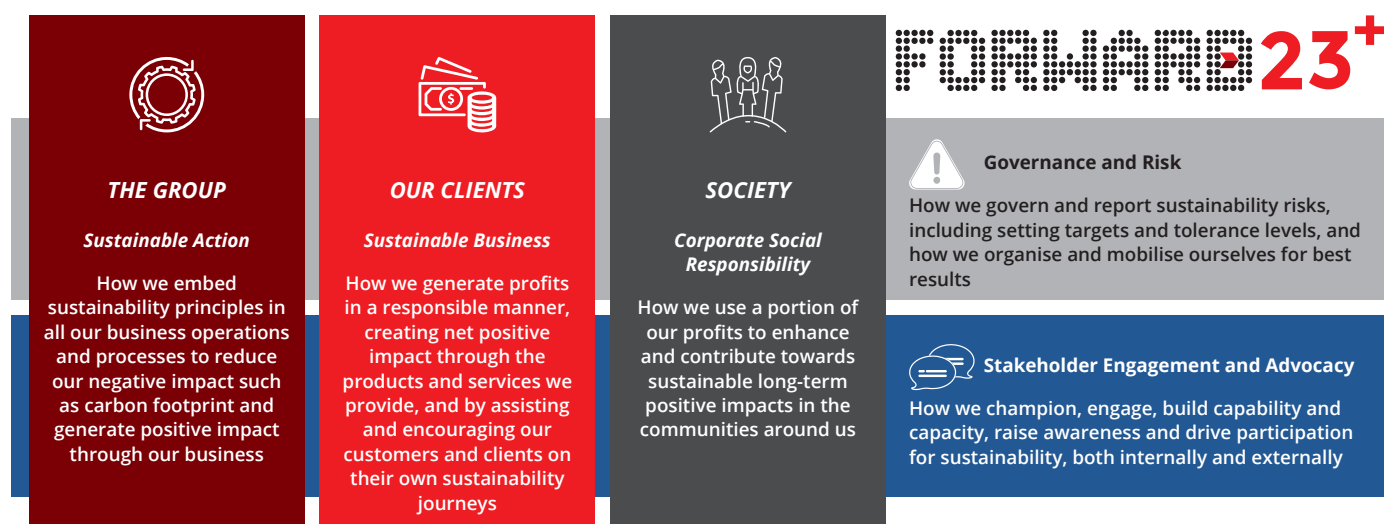 THE GROUP
Sustainable Action
How we embed
sustainability principles in
all our business operations
and processes to reduce
our negative impact such
as carbon footprint and
generate positive impact
through our business
$
OUR CLIENTS
Sustainable Business
How we generate profits
in a responsible manner,
creating net positive
impact through the
products and services we
provide, and by assisting
and encouraging our
customers and clients on
their own sustainability
journeys
SOCIETY
Corporate Social
Responsibility
How we use a portion of
our profits to enhance
and contribute towards
sustainable long-term
positive impacts in the
communities around us
FORWARD23+
Governance and Risk
How we govern and report sustainability risks,
including setting targets and tolerance levels, and
how we organise and mobilise ourselves for best
results
Stakeholder Engagement and Advocacy
How we champion, engage, build capability and
capacity, raise awareness and drive participation
for sustainability, both internally and externally